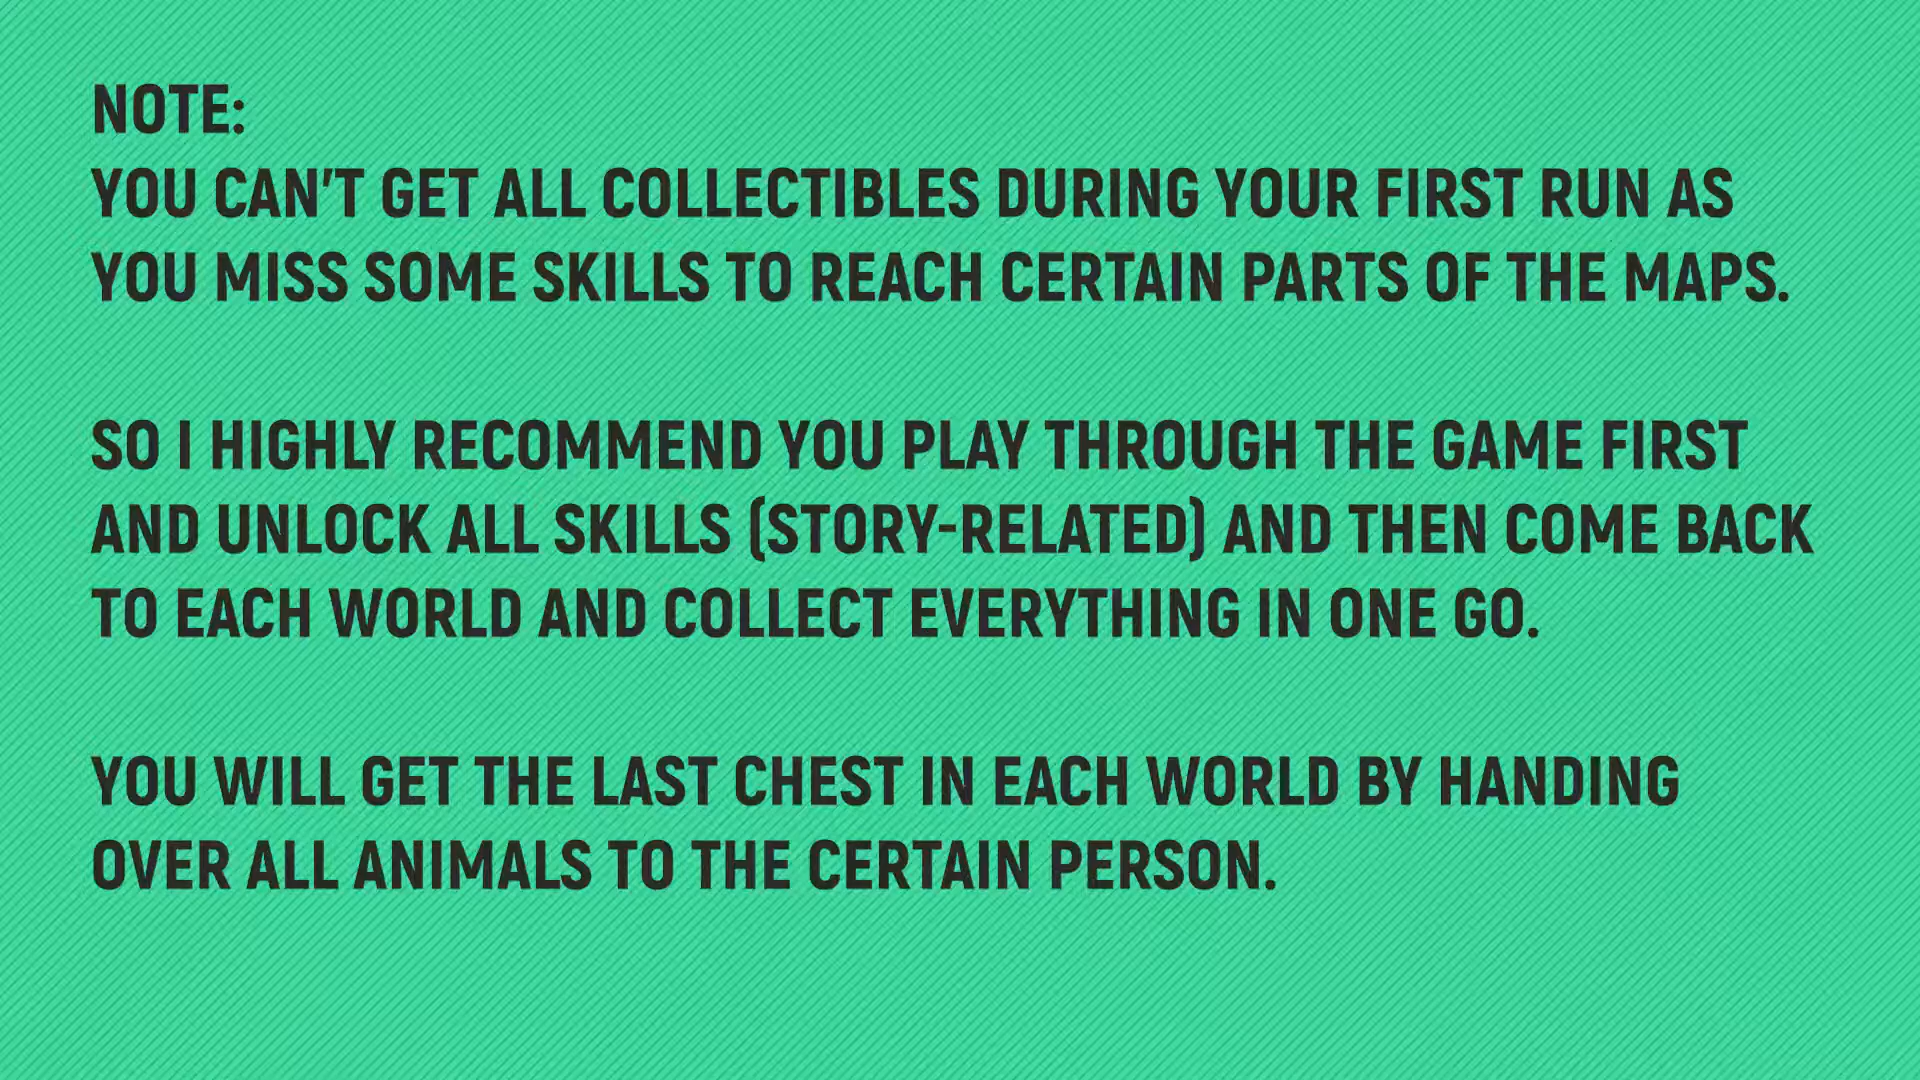 NOTE:
YOU CAN'T GET ALL COLLECTIBLES DURING YOUR FIRST RUN AS
YOU MISS SOME SKILLS TO REACH CERTAIN PARTS OF THE MAPS.
SO I HIGHLY RECOMMEND YOU PLAY THROUGH THE GAME FIRST
AND UNLOCK ALL SKILLS (STORY-RELATED) AND THEN COME BACK
TO EACH WORLD AND COLLECT EVERYTHING IN ONE GO.
YOU WILL GET THE LAST CHEST IN EACH WORLD BY HANDING
OVER ALL ANIMALS TO THE CERTAIN PERSON.